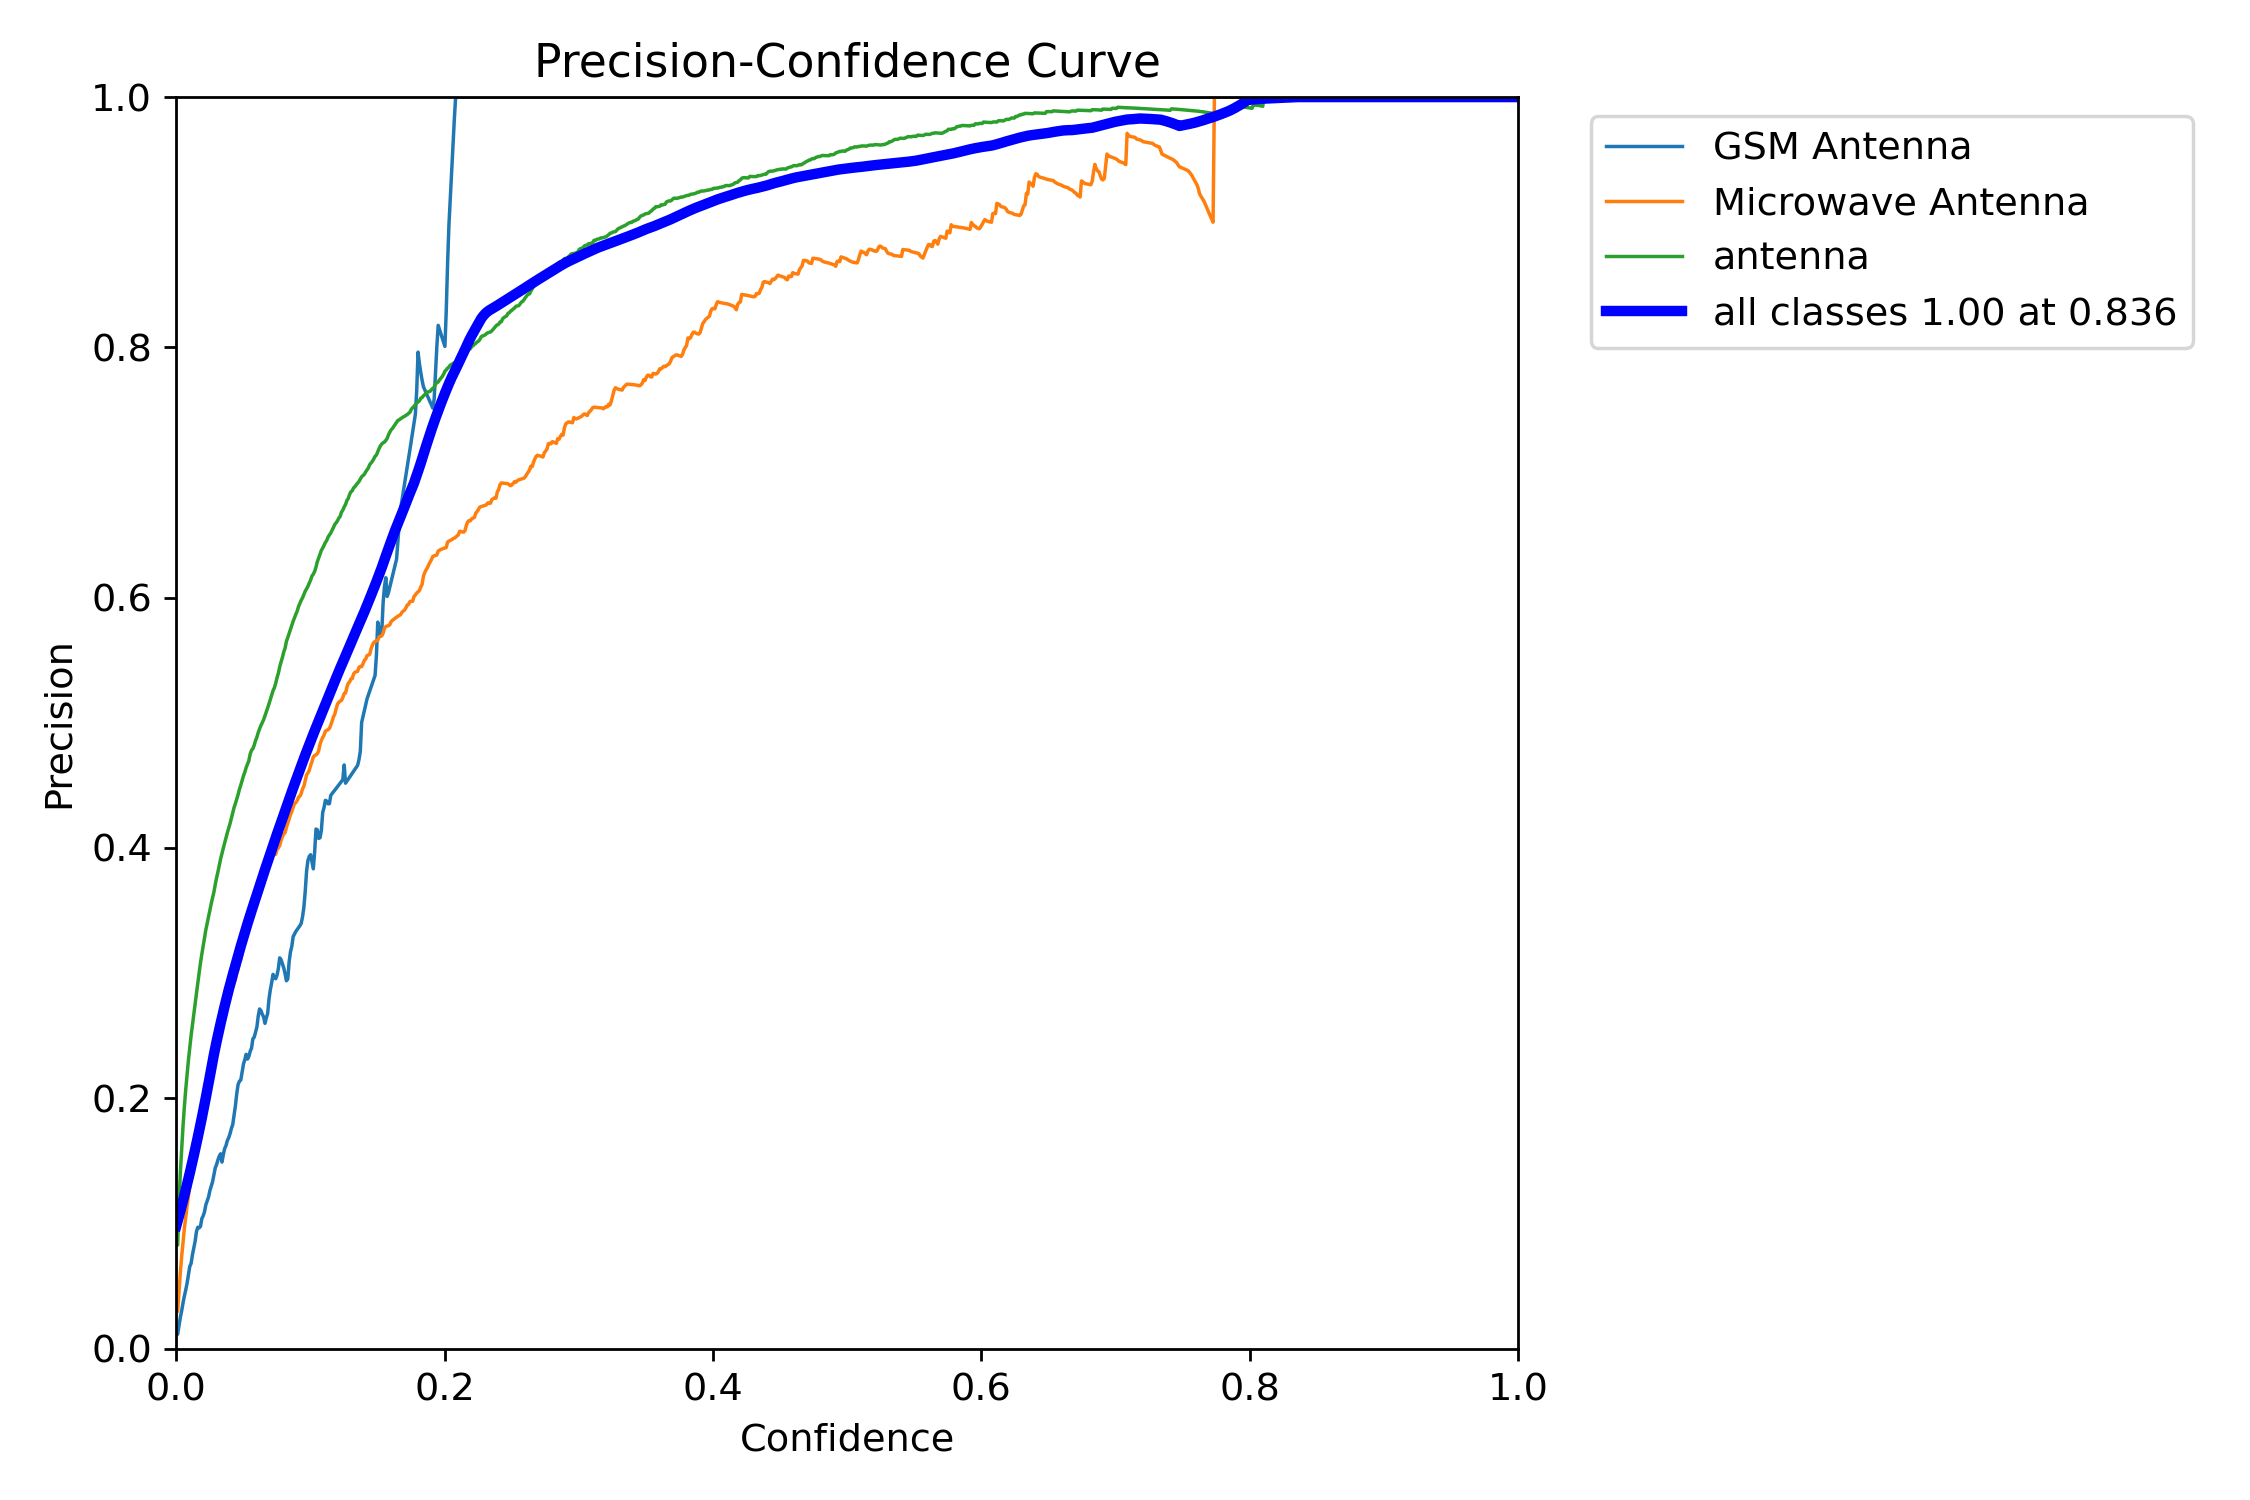 Precision-Confidence Curve
1.0
0.8
0.6
0.4
0.2
0.0
Precision
0.0 0.2 0.4 0.6 0.8 1.0
Confidence
GSM Antenna
Microwave Antenna
antenna
all classes 1.00 at 0.836